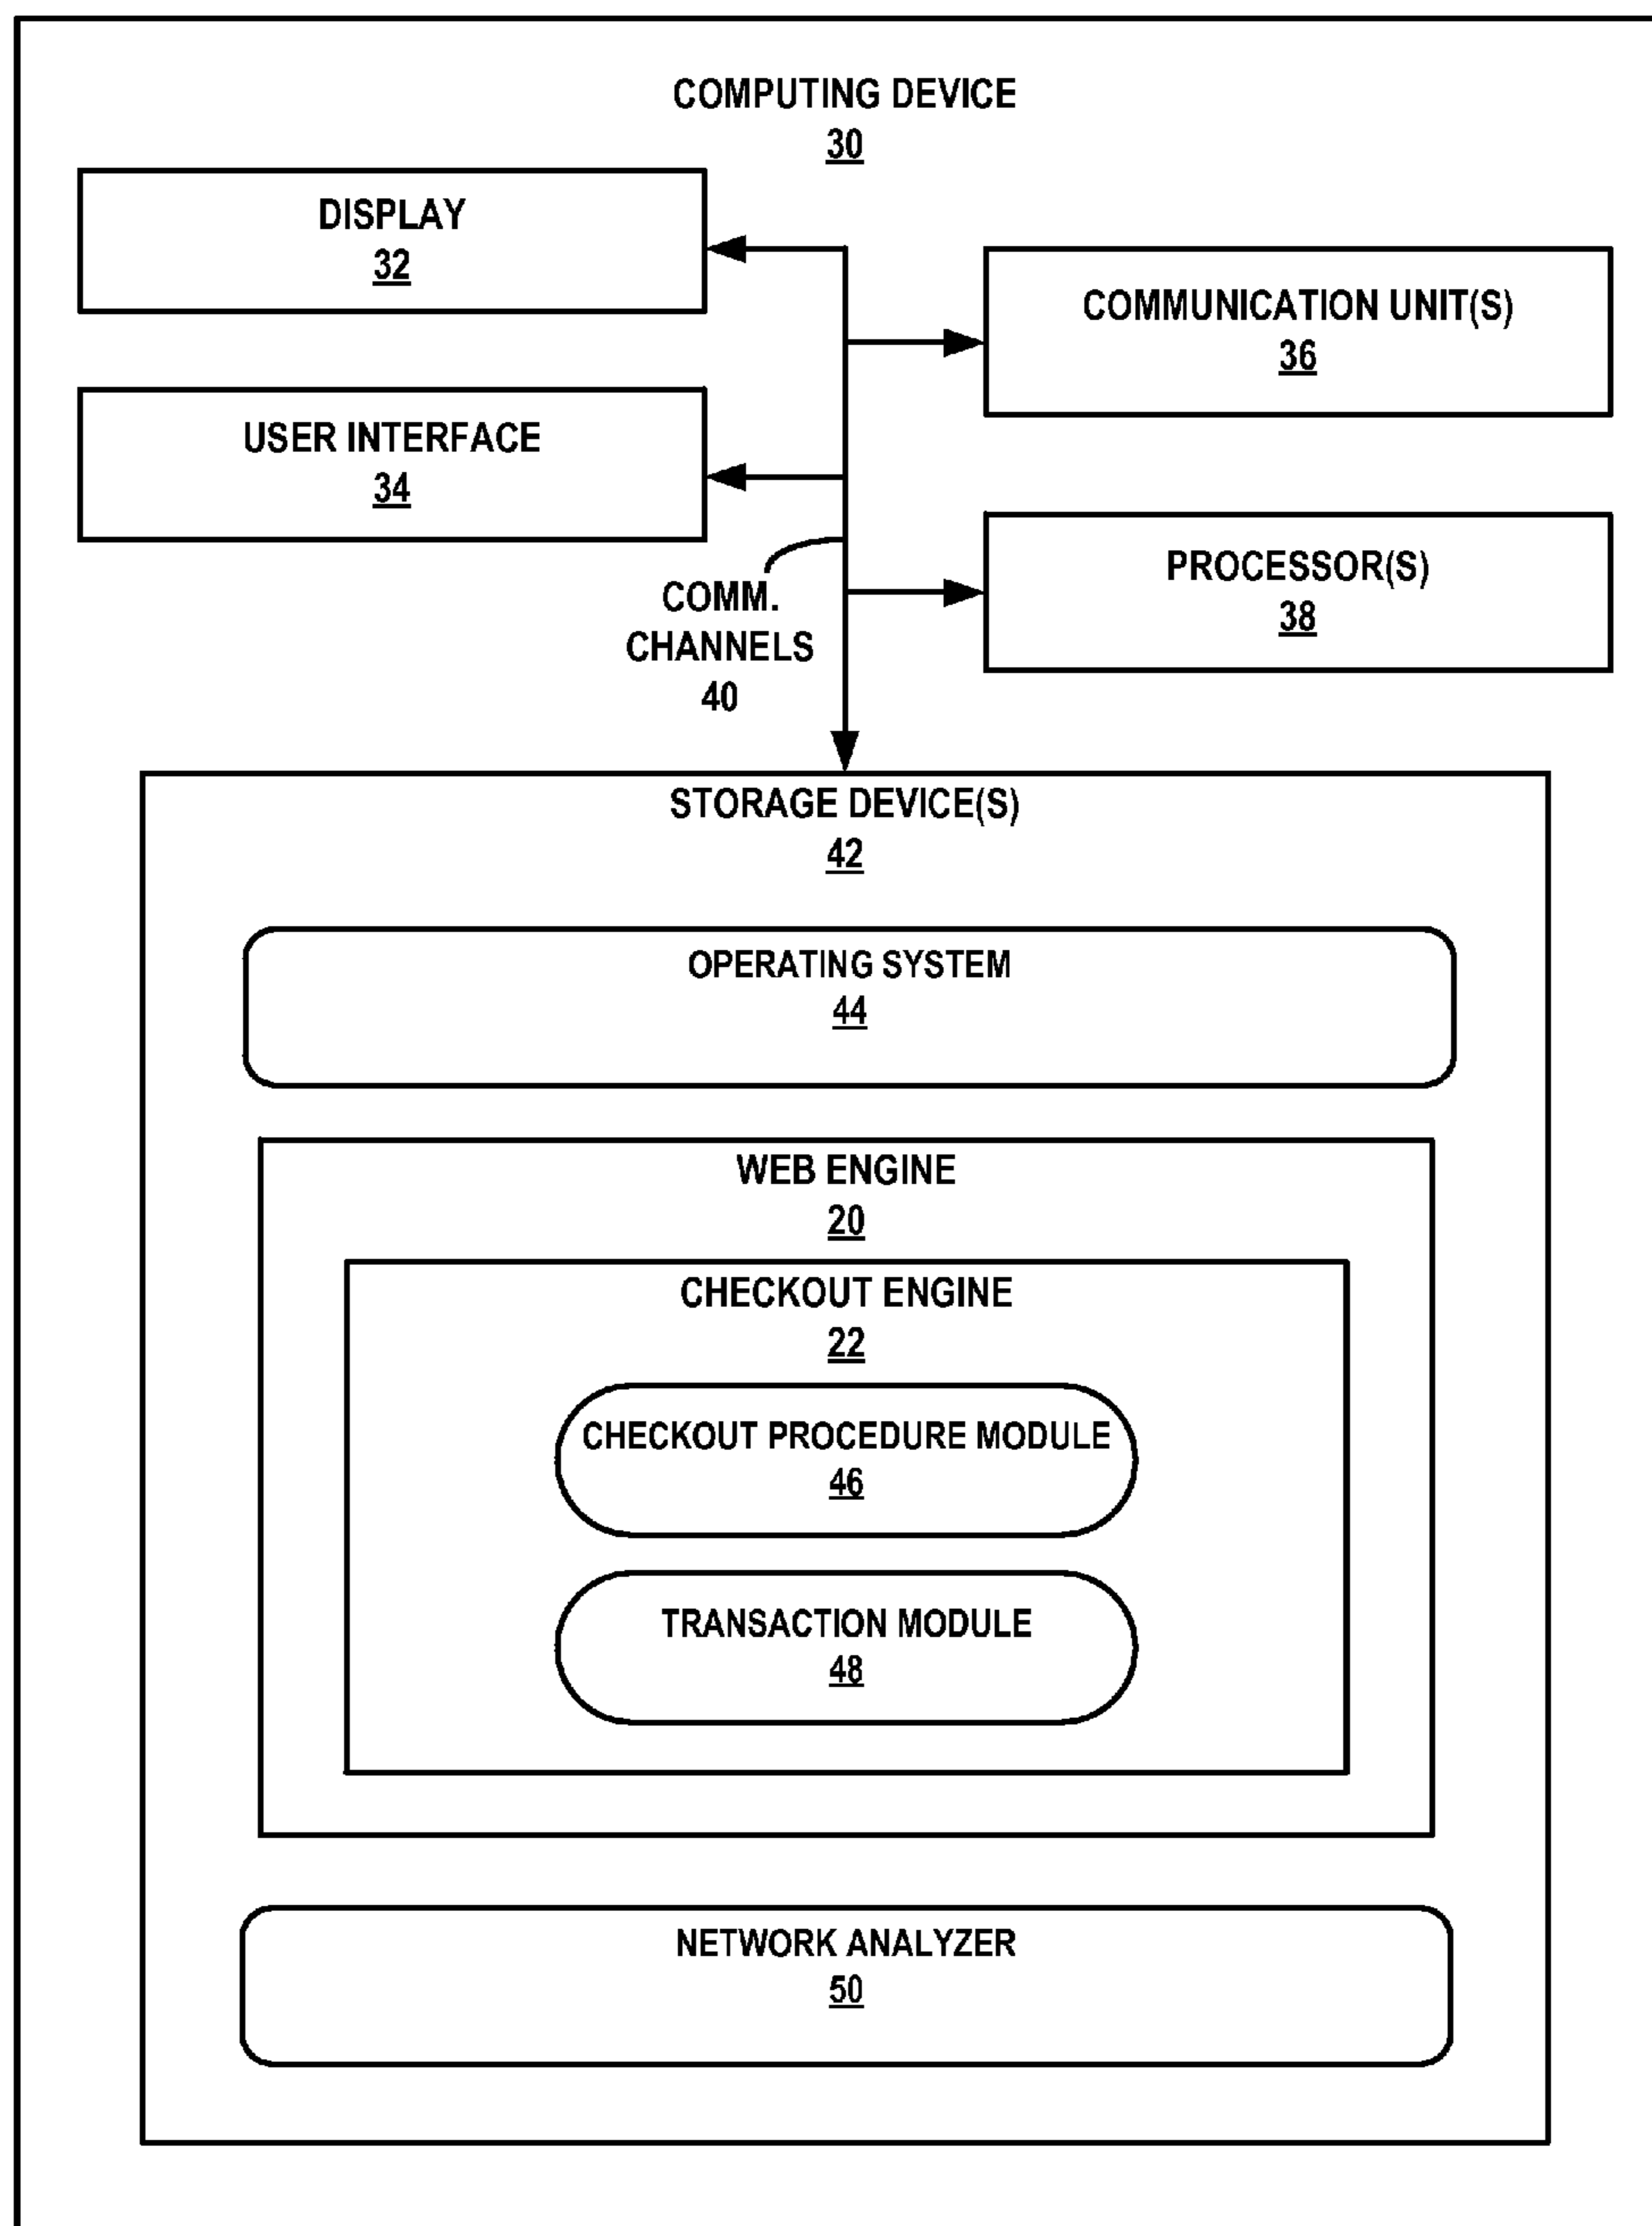 COMPUTING DEVICE
30
DISPLAY
32
COMMUNICATION UNIT(S)
36
USER INTERFACE
34
PROCESSOR(S)
38
COMM.
CHANNELS
40
STORAGE DEVICE(S)
42
OPERATING SYSTEM
44
WEB ENGINE
20
CHECKOUT ENGINE
22
CHECKOUT PROCEDURE MODULE
46
TRANSACTION MODULE
48
NETWORK ANALYZER
50